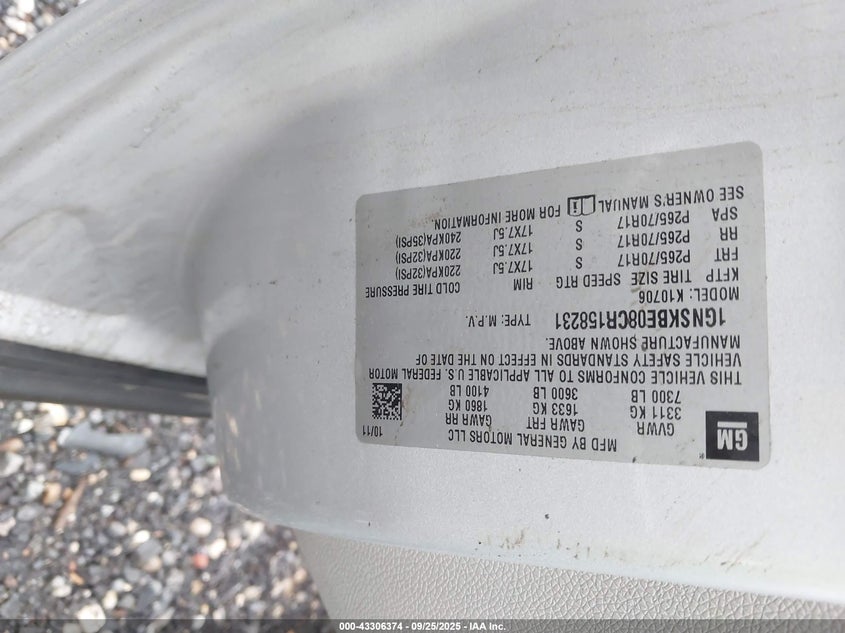 GM
MFD BY GENERAL MOTORS LLC
10/11
GVWR GAWR FRT GAWR RR
3311 KG 1633 KG 1860 KG
7300 LB 3600 LB 4100 LB
THIS VEHICLE CONFORMS TO ALL APPLICABLE U.S. FEDERAL MOTOR
VEHICLE SAFETY STANDARDS IN EFFECT ON THE DATE OF
MANUFACTURE SHOWN ABOVE.
1GNSKBE08CR158231 TYPE: M.P.V.
MODEL: K10706
KFTP TIRE SIZE SPEED RTG RIM COLD TIRE PRESSURE
FRT P265/70R17 S 17X7.5J 220KPA(32PSI)
RR P265/70R17 S 17X7.5J 220KPA(32PSI)
SPA P265/70R17 S 17X7.5J 240KPA(35PSI)
SEE OWNER'S MANUAL FOR MORE INFORMATION.
000-43306374 - 09/25/2025 - IAA Inc.